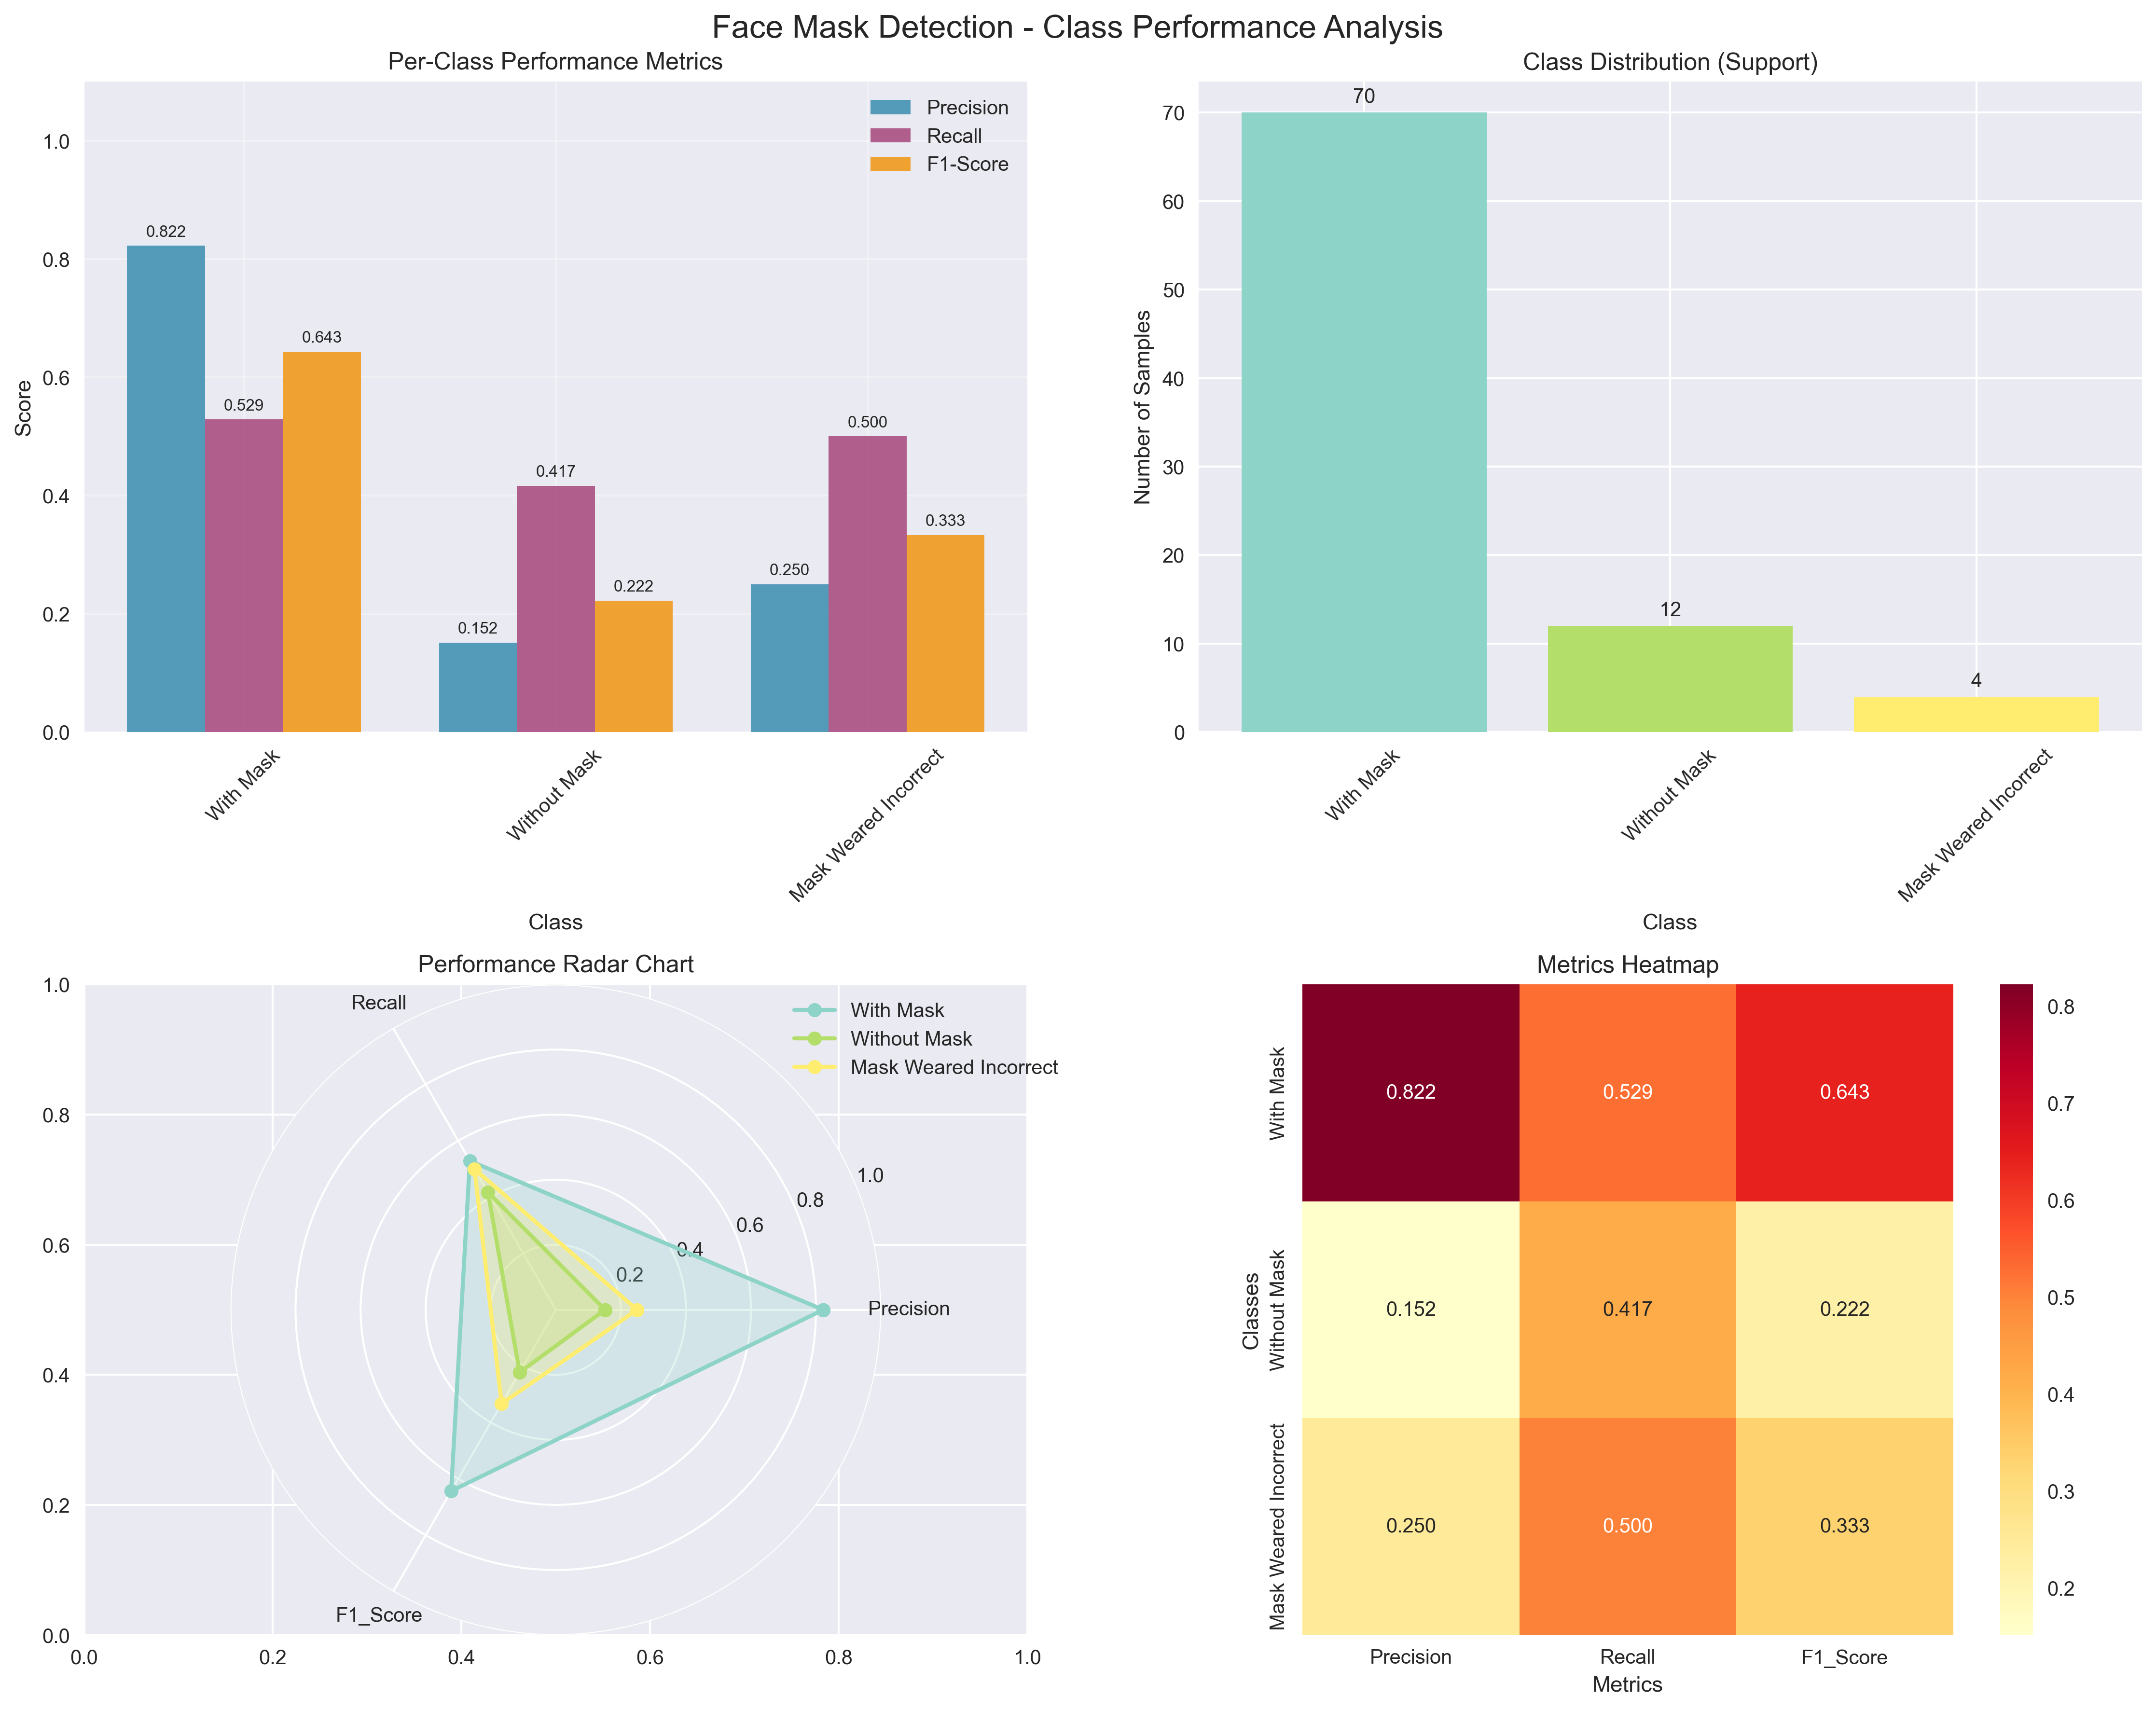 Face Mask Detection - Class Performance Analysis
Per-Class Performance Metrics
Precision
Recall
F1-Score
1.0
0.8
0.6
0.4
0.2
0.0
Score
0.822
0.529
0.643
0.152
0.417
0.222
0.250
0.500
0.333
With Mask
Without Mask
Mask Weared Incorrect
Class
Class Distribution (Support)
70
60
50
40
30
20
10
0
Number of Samples
70
12
4
With Mask
Without Mask
Mask Weared Incorrect
Class
Performance Radar Chart
With Mask
Without Mask
Mask Weared Incorrect
1.0
0.8
0.6
0.4
0.2
0.0
0.0
0.2
0.4
0.6
0.8
1.0
Recall
Precision
F1_Score
1.0
0.8
0.6
0.4
0.2
Metrics Heatmap
Classes
With Mask
Without Mask
Mask Weared Incorrect
0.822 0.529 0.643
0.152 0.417 0.222
0.250 0.500 0.333
Precision Recall F1_Score
Metrics
0.8
0.7
0.6
0.5
0.4
0.3
0.2